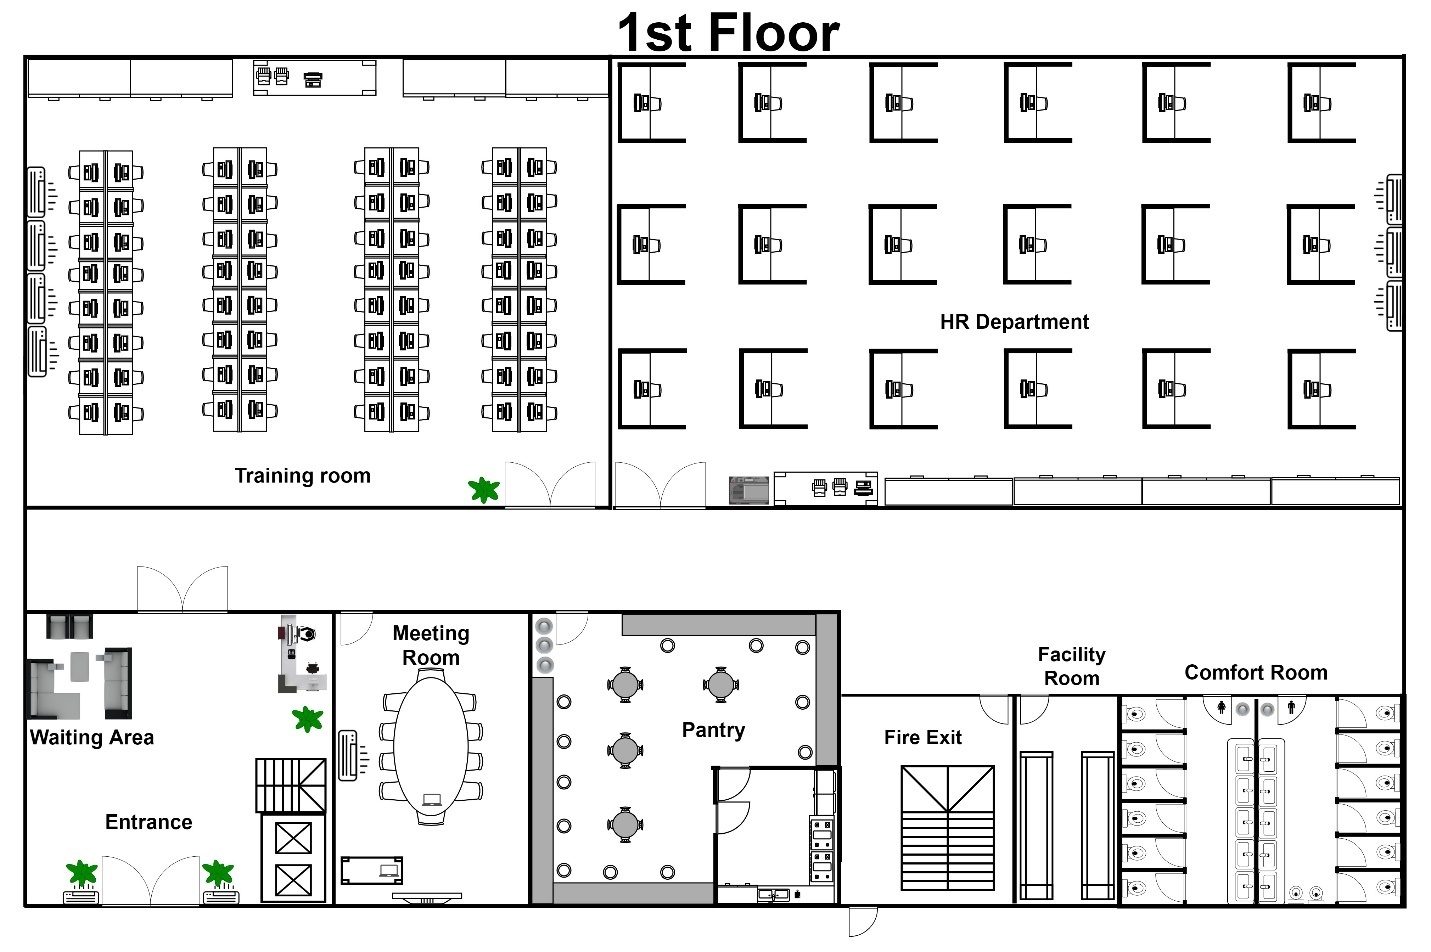 1st Floor
HR Department
Training room
Meeting
Room
Facility
Room
Comfort Room
Pantry
Waiting Area
Fire Exit
Entrance